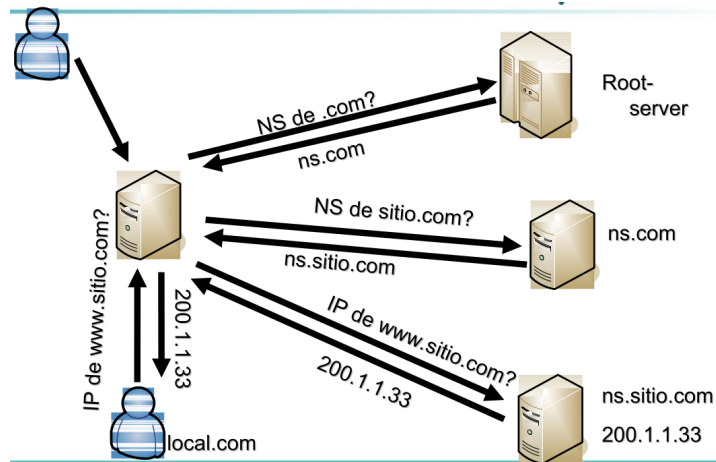 Root-
server
NS de .com?
ns.com
NS de sitio.com?
ns.com
ns.sitio.com
IP de www.sitio.com?
200.1.1.33
IP de www.sitio.com?
200.1.1.33
ns.sitio.com
200.1.1.33
local.com